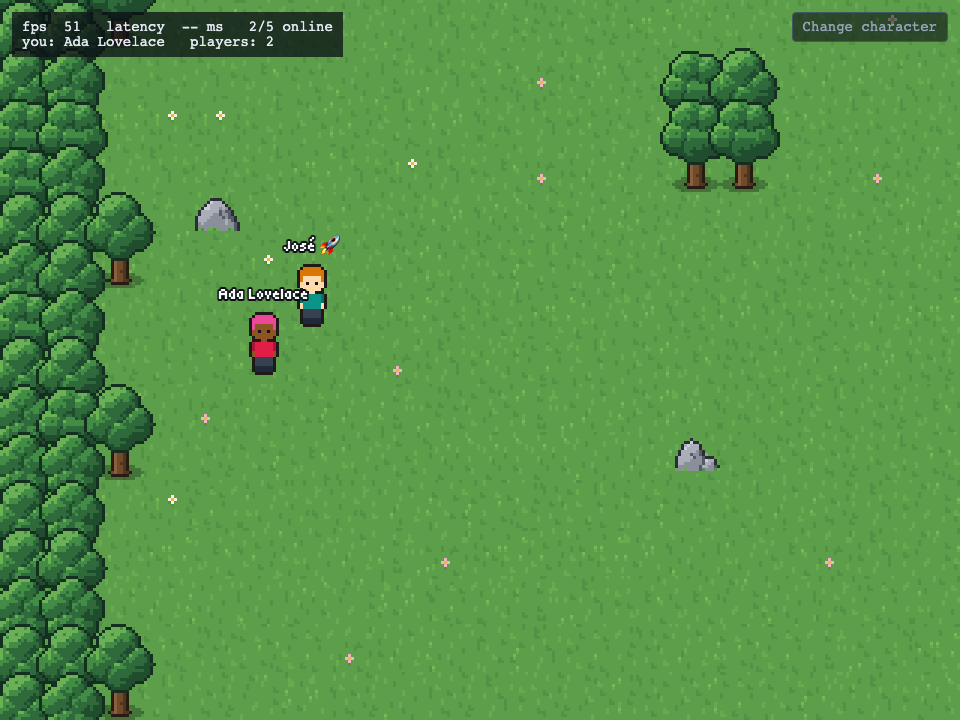 fps 51 latency -- ms 2/5 online
you: Ada Lovelace players: 2
Change character
José 🚀
Ada Lovelace